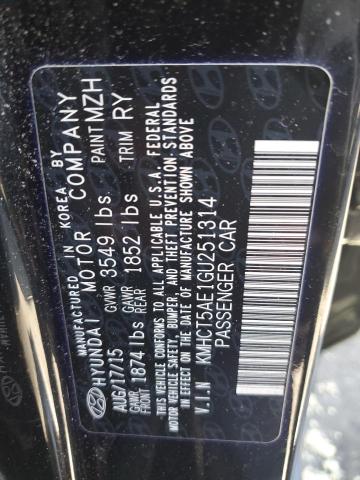 MANUFACTURED IN KOREA BY
HYUNDAI MOTOR COMPANY
AUG/17/15 GVWR 3549 lbs. PAINT MZH
GAWR FRONT 1874 lbs GAWR REAR 1852 lbs TRIM RY
THIS VEHICLE CONFORMS TO ALL APPLICABLE U.S.A. FEDERAL
MOTOR VEHICLE SAFETY, BUMPER, AND THEFT PREVENTION STANDARDS
IN EFFECT ON THE DATE OF MANUFACTURE SHOWN ABOVE.
V.I.N KMHCT5AE1GU251314
PASSENGER CAR